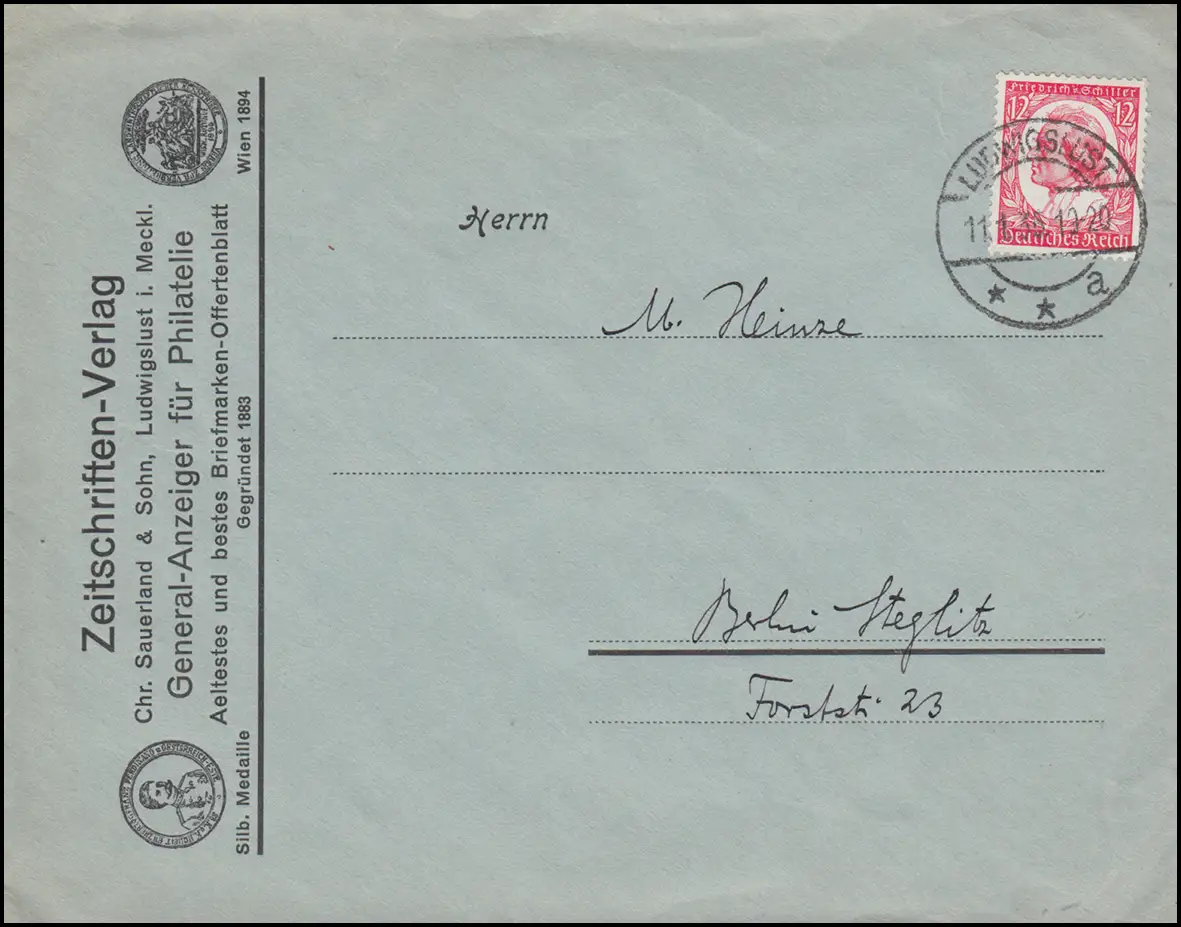 Zeitschriften-Verlag
Chr. Sauerland & Sohn, Ludwigslust i. Meckl.
General-Anzeiger für Philatelie
Aeltestes und bestes Briefmarken-Offertenblatt
Gegründet 1883
Silb. Medaille
Wien 1894
Herrn
M. Heinze
Berlin Steglitz
Forststr. 23
Friedrich v. Schiller
12 12
Deutsches Reich
LUDWIGSLUST
a